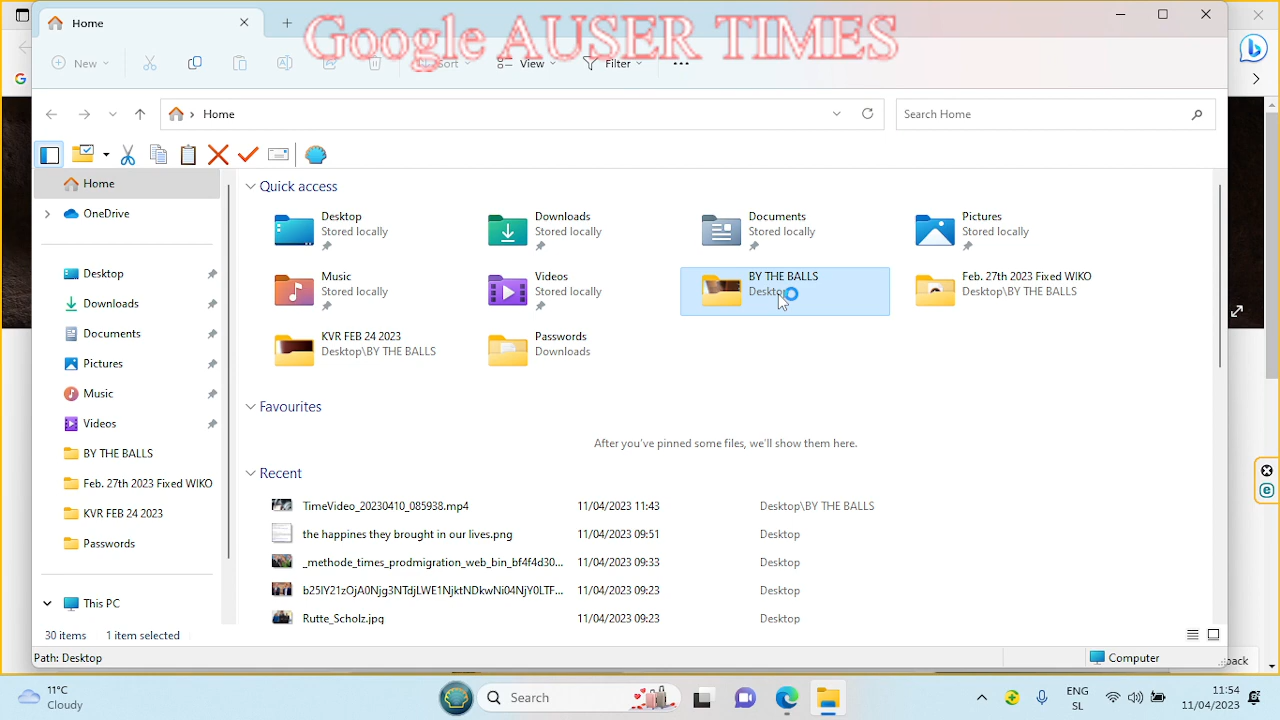 Home
Google AUSER TIMES
New
Sort
View
Filter
Home
Search Home
Home
OneDrive
Desktop
Downloads
Documents
Pictures
Music
Videos
BY THE BALLS
Feb. 27th 2023 Fixed WIKO
KVR FEB 24 2023
Passwords
This PC
Quick access
Desktop
Stored locally
Downloads
Stored locally
Documents
Stored locally
Pictures
Stored locally
Music
Stored locally
Videos
Stored locally
BY THE BALLS
Desktop
Feb. 27th 2023 Fixed WIKO
Desktop\BY THE BALLS
KVR FEB 24 2023
Desktop\BY THE BALLS
Passwords
Downloads
Favourites
After you've pinned some files, we'll show them here.
Recent
TimeVideo_20230410_085938.mp4 11/04/2023 11:43 Desktop\BY THE BALLS
the happines they brought in our lives.png 11/04/2023 09:51 Desktop
_methode_times_prodmigration_web_bin_bf4f4d30... 11/04/2023 09:33 Desktop
b25lY21zOjA0Njg3NTdjLWE1NjktNDkwNi04NjY0LTF... 11/04/2023 09:23 Desktop
Rutte_Scholz.jpg 11/04/2023 09:23 Desktop
30 items 1 item selected
Path: Desktop
Computer
back
11°C
Cloudy
Search
ENG
SL
11:54
11/04/2023